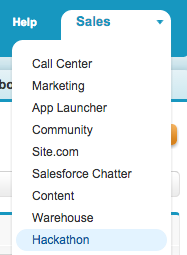 Help
Sales
Call Center
Marketing
App Launcher
Community
Site.com
Salesforce Chatter
Content
Warehouse
Hackathon